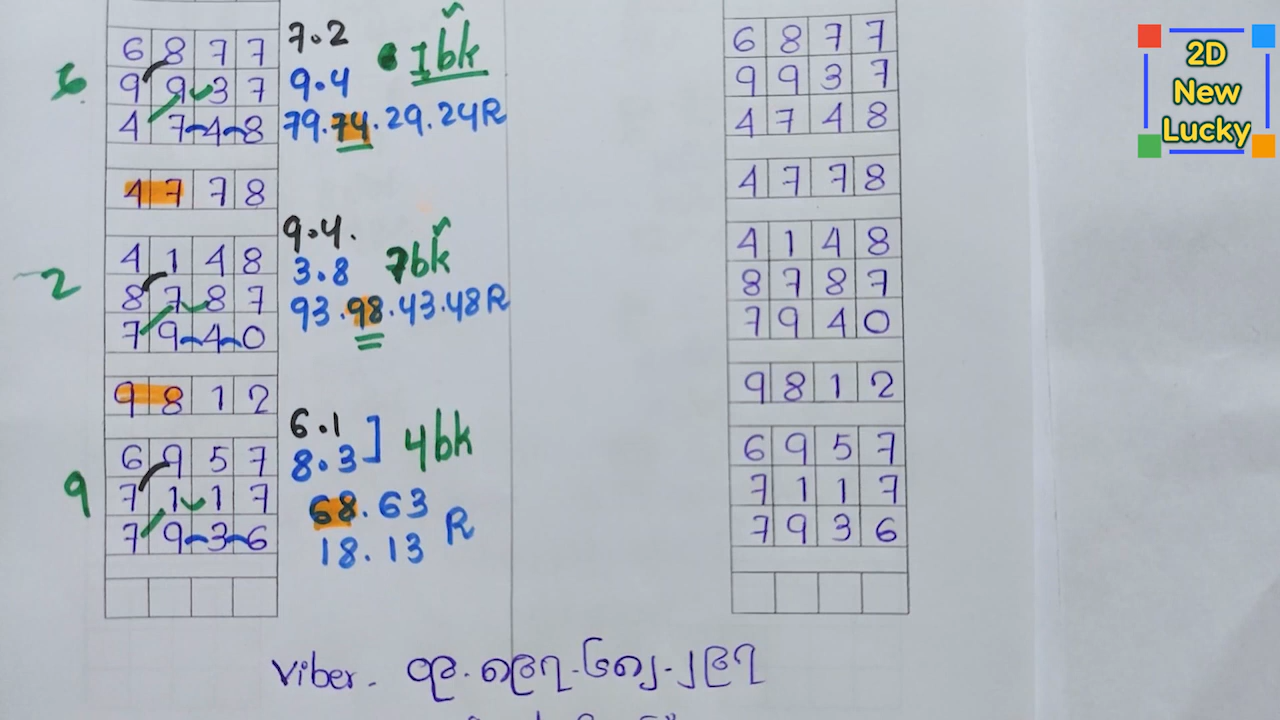 6 8 7 7 7.2 1bk
6 9 9 3 7 9.4
4 7 4 8 79.74.29.24R
4 7 7 8
4 1 4 8 9.4.
2 8 7 8 7 3.8 7bk
7 9 4 0 93.98.43.48R
9 8 1 2
6 9 5 7 6.1 4bk
9 7 1 1 7 8.3
7 9 3 6 68.63 R
18.13
6 8 7 7
9 9 3 7
4 7 4 8
4 7 7 8
4 1 4 8
8 7 8 7
7 9 4 0
9 8 1 2
6 9 5 7
7 1 1 7
7 9 3 6
2D
New
Lucky
Viber.